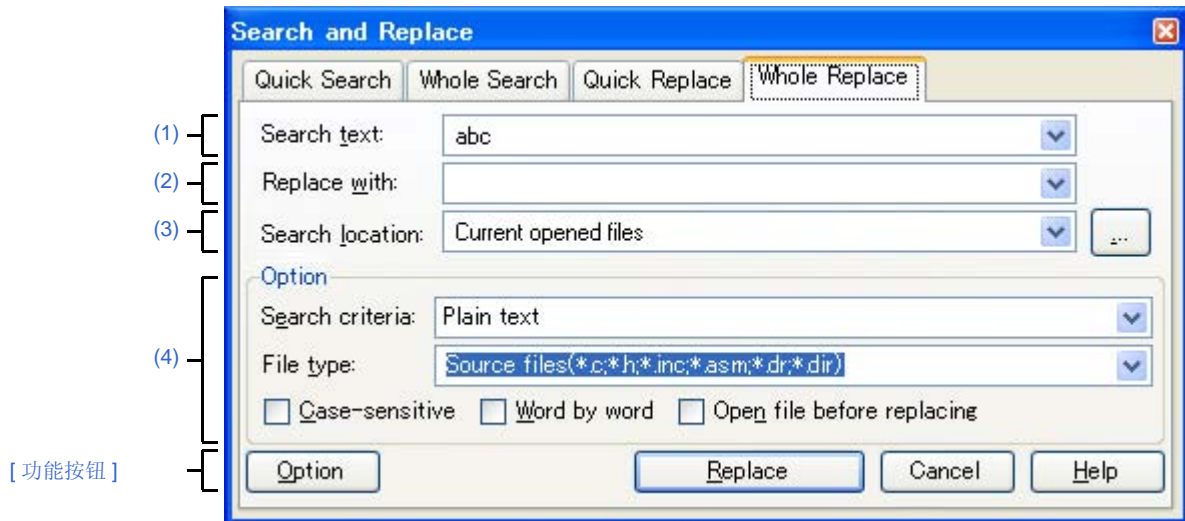 Search and Replace
Quick Search Whole Search Quick Replace Whole Replace
(1) Search text: abc
(2) Replace with:
(3) Search location: Current opened files ...
Option
Search criteria: Plain text
(4) File type: Source files(*.c;*.h;*.inc;*.asm;*.dr;*.dir)
Case-sensitive Word by word Open file before replacing
[ 功能按钮 ] Option Replace Cancel Help